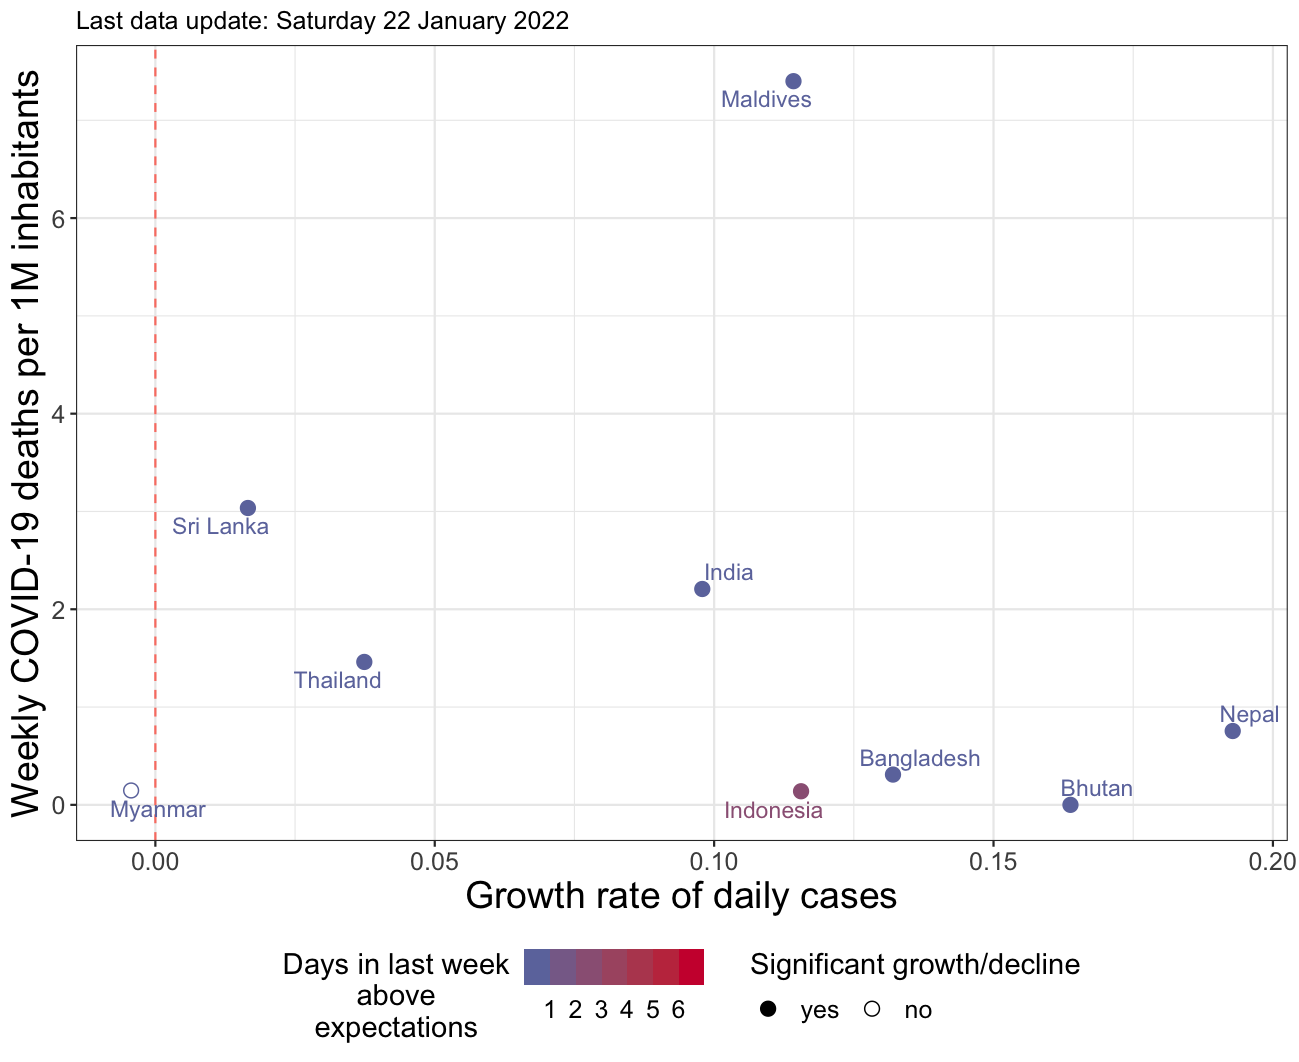 Last data update: Saturday 22 January 2022
Weekly COVID-19 deaths per 1M inhabitants
6
4
2
0
Maldives
Sri Lanka
India
Thailand
Nepal
Bangladesh
Bhutan
Myanmar
Indonesia
0.00 0.05 0.10 0.15 0.20
Growth rate of daily cases
Days in last week
above
expectations
1 2 3 4 5 6
Significant growth/decline
yes no